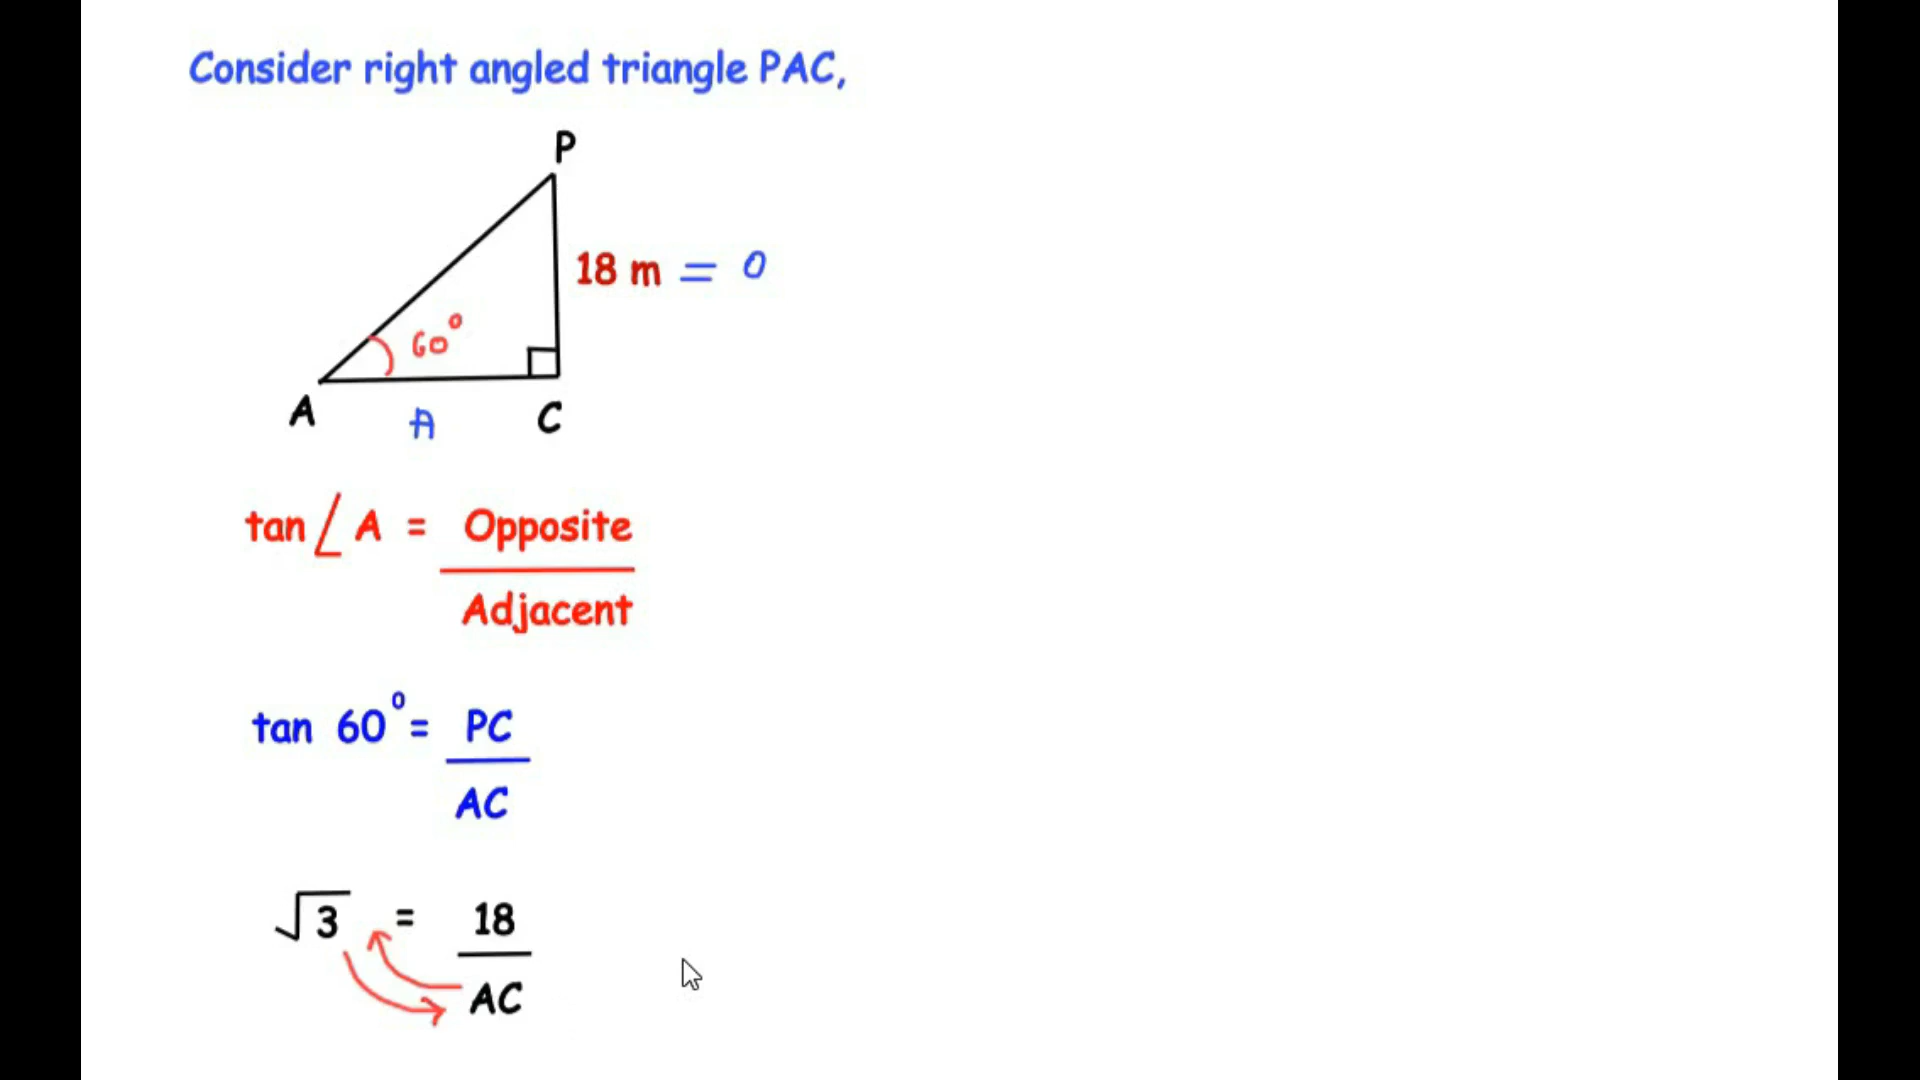 Consider right angled triangle PAC,
P
18 m = O
60°
A
A
C
tan ∠A = Opposite
Adjacent
tan 60° = PC
AC
√3 = 18
AC